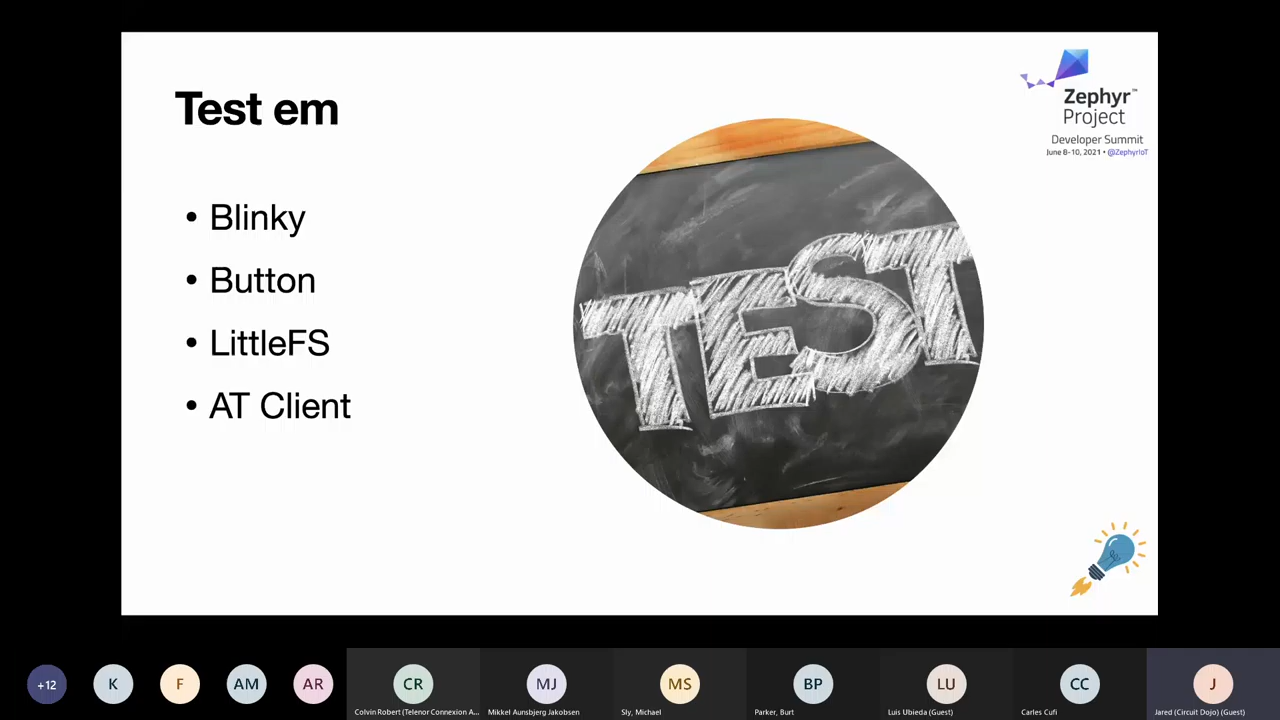 Test em
Zephyr™
Project
Developer Summit
June 8-10, 2021 • @ZephyrIoT
• Blinky
• Button
• LittleFS
• AT Client
TEST
+12
K
F
AM
AR
CR
MJ
MS
BP
LU
CC
J
Colvin Robert (Telenor Connexion A...
Mikkel Aunsbjerg Jakobsen
Sly, Michael
Parker, Burt
Luis Ubieda (Guest)
Carles Cufi
Jared (Circuit Dojo) (Guest)